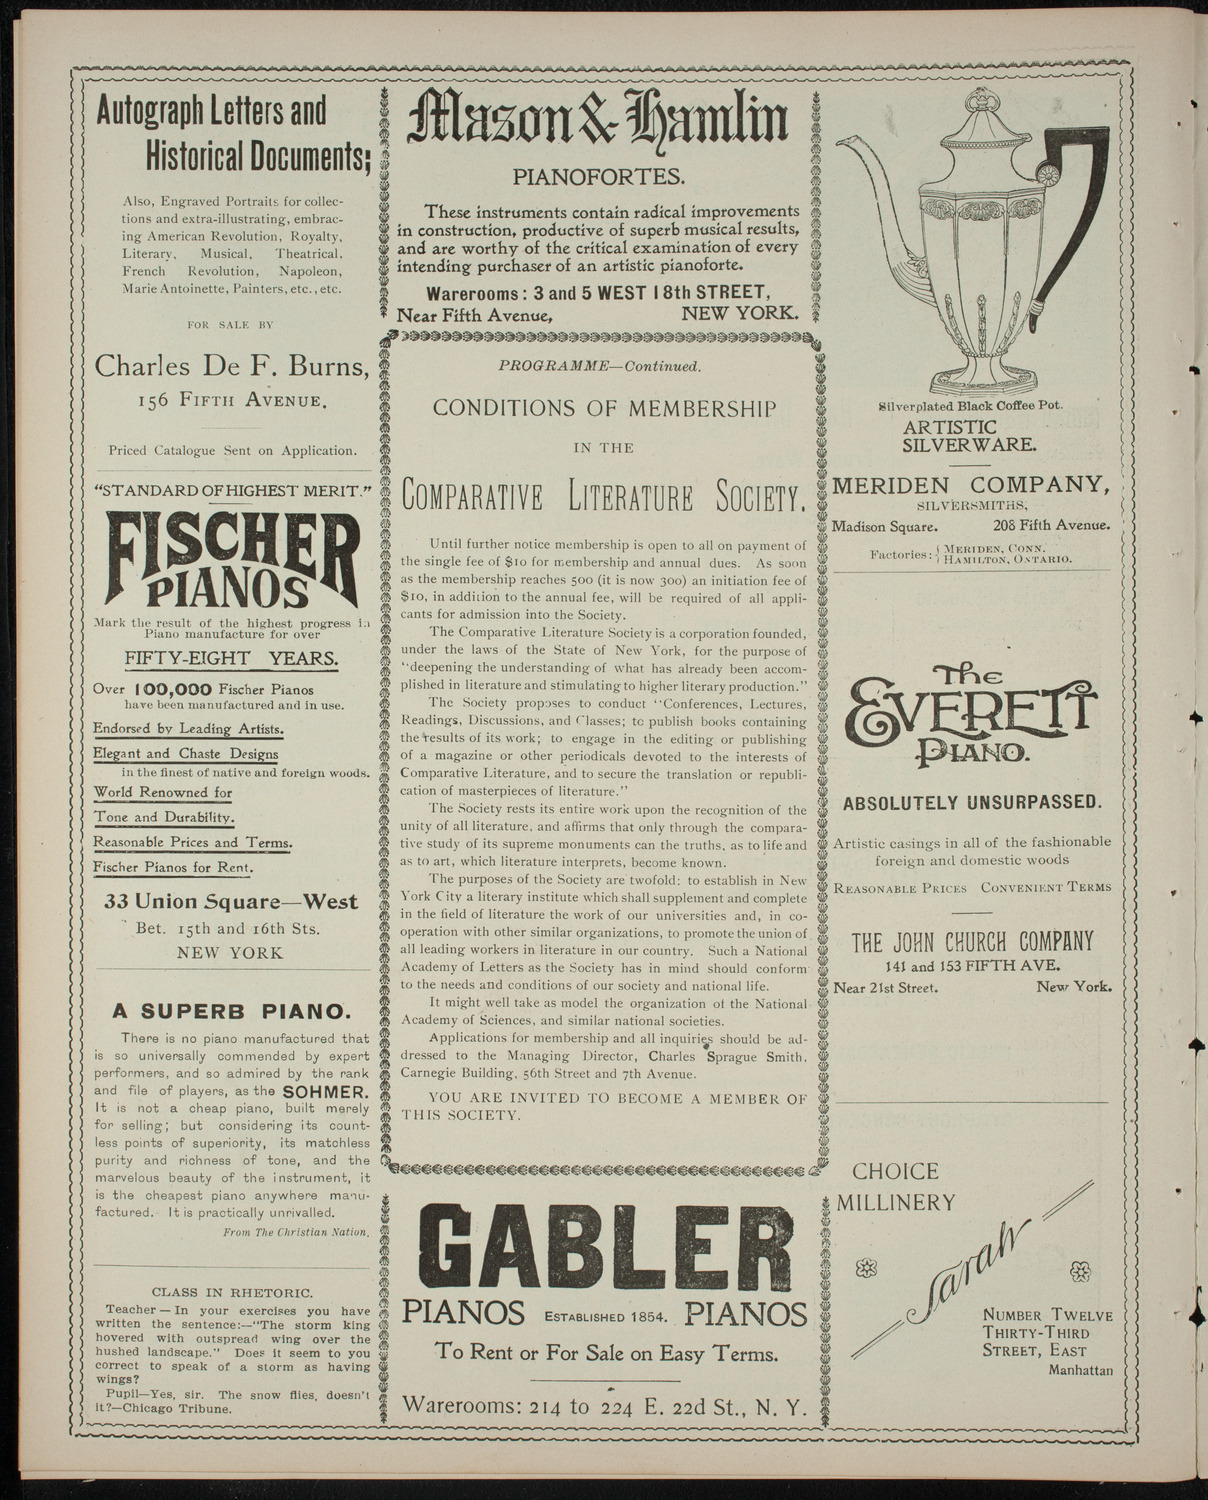 Autograph Letters and
Historical Documents;
Also, Engraved Portraits for collec-
tions and extra-illustrating, embrac-
ing American Revolution, Royalty,
Literary, Musical, Theatrical,
French Revolution, Napoleon,
Marie Antoinette, Painters, etc., etc.
FOR SALE BY
Charles De F. Burns,
156 FIFTH AVENUE.
Priced Catalogue Sent on Application.
"STANDARD OF HIGHEST MERIT."
FISCHER
PIANOS
Mark the result of the highest progress in
Piano manufacture for over
FIFTY-EIGHT YEARS.
Over 100,000 Fischer Pianos
have been manufactured and in use.
Endorsed by Leading Artists.
Elegant and Chaste Designs
in the finest of native and foreign woods.
World Renowned for
Tone and Durability.
Reasonable Prices and Terms.
Fischer Pianos for Rent.
33 Union Square—West
Bet. 15th and 16th Sts.
NEW YORK
A SUPERB PIANO.
There is no piano manufactured that
is so universally commended by expert
performers, and so admired by the rank
and file of players, as the SOHMER.
It is not a cheap piano, built merely
for selling; but considering its count-
less points of superiority, its matchless
purity and richness of tone, and the
marvelous beauty of the instrument, it
is the cheapest piano anywhere manu-
factured. It is practically unrivalled.
From The Christian Nation.
CLASS IN RHETORIC.
Teacher—In your exercises you have
written the sentence:—"The storm king
hovered with outspread wing over the
hushed landscape." Does it seem to you
correct to speak of a storm as having
wings?
Pupil—Yes, sir. The snow flies, doesn't
it?—Chicago Tribune.
Mason & Hamlin
PIANOFORTES.
These instruments contain radical improvements
in construction, productive of superb musical results,
and are worthy of the critical examination of every
intending purchaser of an artistic pianoforte.
Warerooms: 3 and 5 WEST 18th STREET,
Near Fifth Avenue, NEW YORK.
PROGRAMME—Continued.
CONDITIONS OF MEMBERSHIP
IN THE
COMPARATIVE LITERATURE SOCIETY.
Until further notice membership is open to all on payment of
the single fee of $10 for membership and annual dues. As soon
as the membership reaches 500 (it is now 300) an initiation fee of
$10, in addition to the annual fee, will be required of all appli-
cants for admission into the Society.
The Comparative Literature Society is a corporation founded,
under the laws of the State of New York, for the purpose of
"deepening the understanding of what has already been accom-
plished in literature and stimulating to higher literary production."
The Society proposes to conduct "Conferences, Lectures,
Readings, Discussions, and Classes; to publish books containing
the results of its work; to engage in the editing or publishing
of a magazine or other periodicals devoted to the interests of
Comparative Literature, and to secure the translation or republi-
cation of masterpieces of literature."
The Society rests its entire work upon the recognition of the
unity of all literature, and affirms that only through the compara-
tive study of its supreme monuments can the truths, as to life and
as to art, which literature interprets, become known.
The purposes of the Society are twofold: to establish in New
York City a literary institute which shall supplement and complete
in the field of literature the work of our universities and, in co-
operation with other similar organizations, to promote the union of
all leading workers in literature in our country. Such a National
Academy of Letters as the Society has in mind should conform
to the needs and conditions of our society and national life.
It might well take as model the organization of the National
Academy of Sciences, and similar national societies.
Applications for membership and all inquiries should be ad-
dressed to the Managing Director, Charles Sprague Smith,
Carnegie Building, 56th Street and 7th Avenue.
YOU ARE INVITED TO BECOME A MEMBER OF
THIS SOCIETY.
GABLER
PIANOS ESTABLISHED 1854. PIANOS
To Rent or For Sale on Easy Terms.
Warerooms: 214 to 224 E. 22d St., N. Y.
Silverplated Black Coffee Pot.
ARTISTIC
SILVERWARE.
MERIDEN COMPANY,
SILVERSMITHS,
Madison Square. 208 Fifth Avenue.
Factories: { MERIDEN, CONN.
HAMILTON, ONTARIO.
The
EVERETT
PIANO.
ABSOLUTELY UNSURPASSED.
Artistic casings in all of the fashionable
foreign and domestic woods
REASONABLE PRICES CONVENIENT TERMS
THE JOHN CHURCH COMPANY
141 and 153 FIFTH AVE.
Near 21st Street. New York.
CHOICE
MILLINERY
Sarah
NUMBER TWELVE
THIRTY-THIRD
STREET, EAST
Manhattan